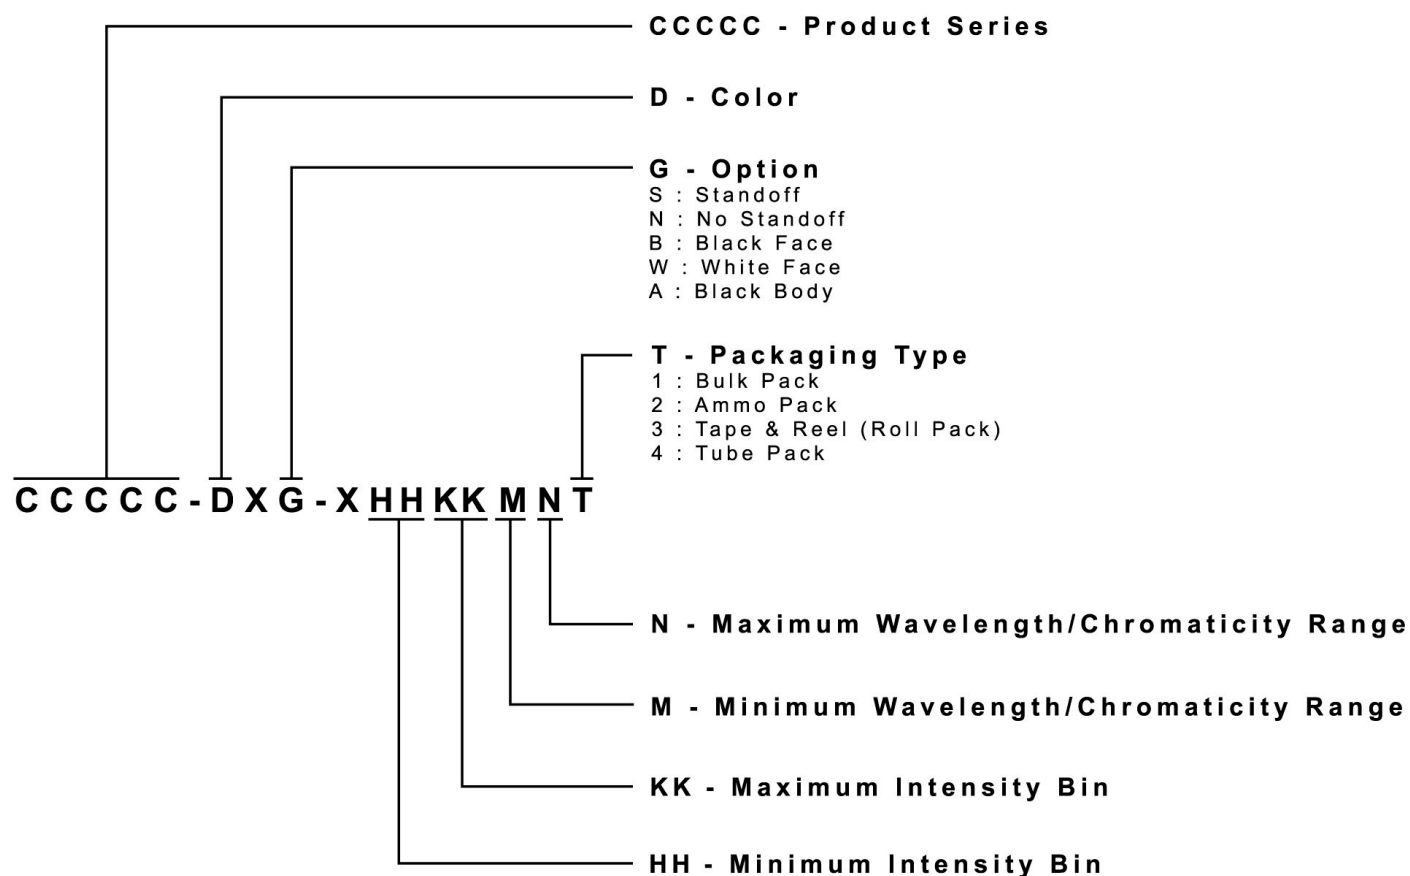 CCCCC - Product Series
D - Color
G - Option
S : Standoff
N : No Standoff
B : Black Face
W : White Face
A : Black Body
T - Packaging Type
1 : Bulk Pack
2 : Ammo Pack
3 : Tape & Reel (Roll Pack)
4 : Tube Pack
CCCCC-DXG-XHHKKMNT
N - Maximum Wavelength/Chromaticity Range
M - Minimum Wavelength/Chromaticity Range
KK - Maximum Intensity Bin
HH - Minimum Intensity Bin